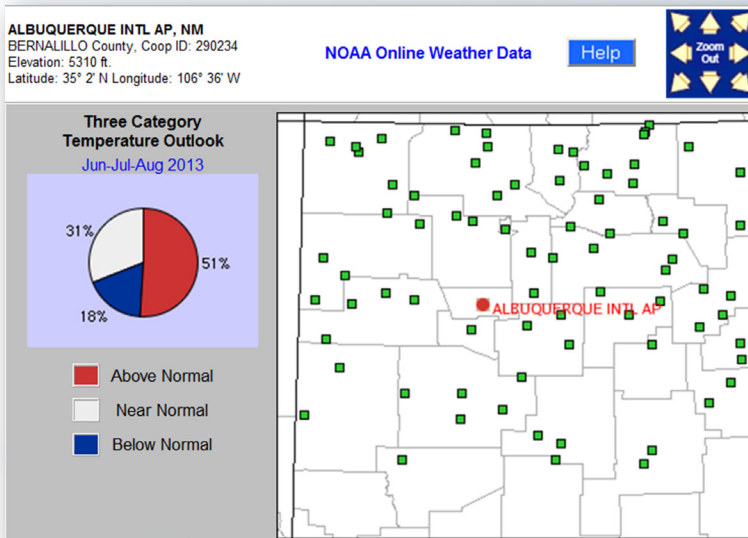 ALBUQUERQUE INTL AP, NM
BERNALILLO County, Coop ID: 290234
Elevation: 5310 ft.
Latitude: 35° 2' N Longitude: 106° 36' W
NOAA Online Weather Data
Help
Zoom
Out
Three Category
Temperature Outlook
Jun-Jul-Aug 2013
31%
51%
18%
Above Normal
Near Normal
Below Normal
ALBUQUERQUE INTL AP